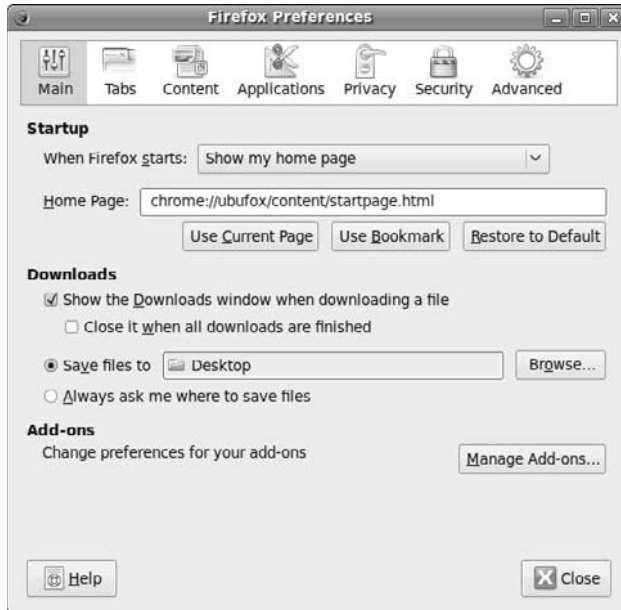 Firefox Preferences
Main Tabs Content Applications Privacy Security Advanced
Startup
When Firefox starts: Show my home page
Home Page: chrome://ubufox/content/startpage.html
Use Current Page Use Bookmark Restore to Default
Downloads
Show the Downloads window when downloading a file
Close it when all downloads are finished
Save files to Desktop Browse...
Always ask me where to save files
Add-ons
Change preferences for your add-ons
Manage Add-ons...
Help Close